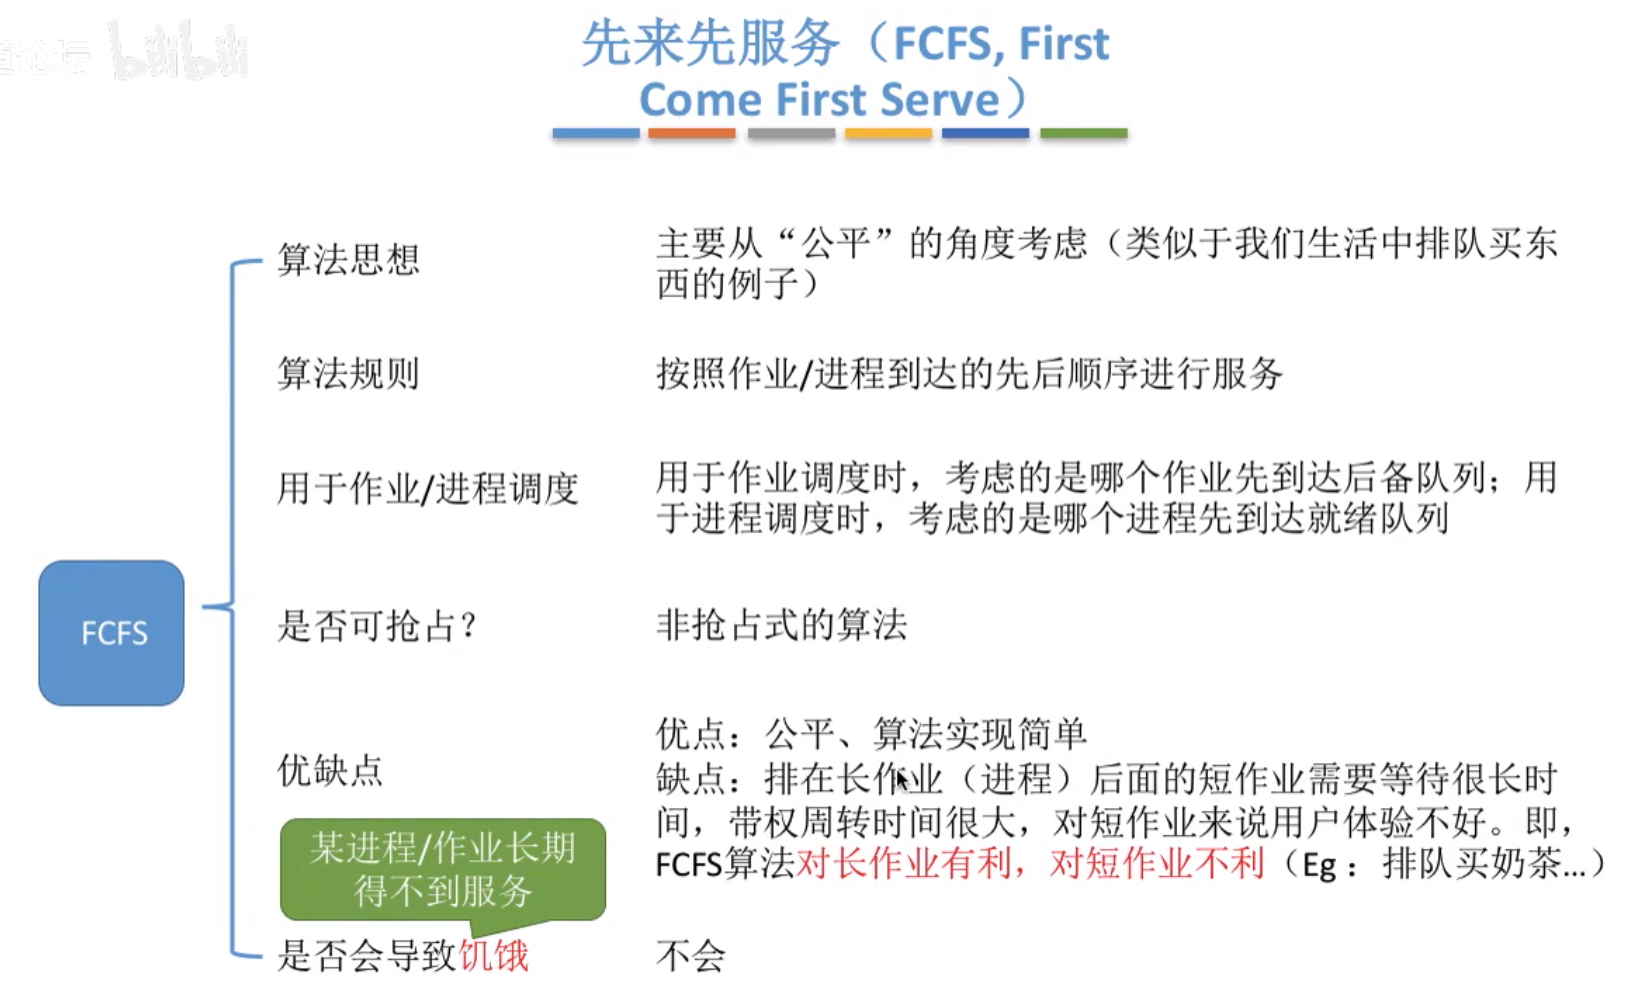 bilibili
先来先服务（FCFS, First
Come First Serve）
算法思想
主要从“公平”的角度考虑（类似于我们生活中排队买东
西的例子）
算法规则
按照作业/进程到达的先后顺序进行服务
用于作业/进程调度
用于作业调度时，考虑的是哪个作业先到达后备队列；用
于进程调度时，考虑的是哪个进程先到达就绪队列
FCFS
是否可抢占？
非抢占式的算法
优缺点
优点：公平、算法实现简单
缺点：排在长作业（进程）后面的短作业需要等待很长时
间，带权周转时间很大，对短作业来说用户体验不好。即，
FCFS算法对长作业有利，对短作业不利（Eg：排队买奶茶...）
某进程/作业长期
得不到服务
是否会导致饥饿
不会